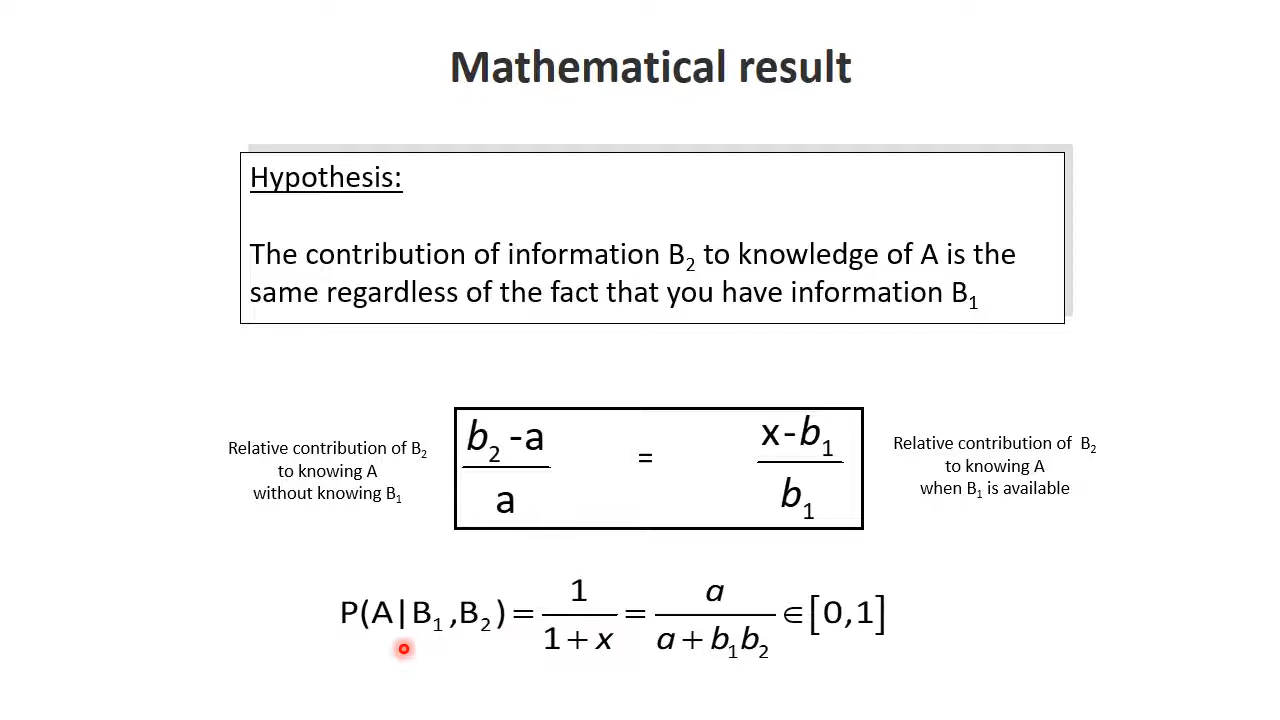 Mathematical result
Hypothesis:
The contribution of information B₂ to knowledge of A is the
same regardless of the fact that you have information B₁
Relative contribution of B₂
to knowing A
without knowing B₁
b₂ -a
a
=
x-b₁
b₁
Relative contribution of B₂
to knowing A
when B₁ is available
P(A|B₁,B₂) = 1/(1+x) = a/(a+b₁b₂) ∈ [0,1]